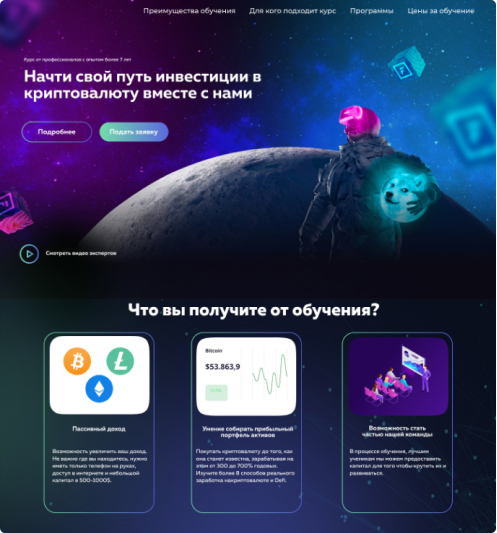 Преимущества обучения Для кого подходит курс Программы Цены за обучение
Курс от профессионалов с опытом более 7 лет
Начти свой путь инвестиции в
криптовалюту вместе с нами
Подробнее Подать заявку
Смотреть видео экспертов
Что вы получите от обучения?
Пассивный доход
Возможность увеличить ваш доход.
Не важно где вы находитесь, нужно
иметь только телефон на руках,
доступ в интернете и небольшой
капитал в 500-1000$.
Bitcoin
$53.863,9
Умение собирать прибыльный
портфель активов
Покупать криптовалюту до того, как
она станет известна, зарабатывая на
этом от 300 до 700% годовых.
Изучите более 8 способов реального
заработка накриптовалюте и Defi.
Возможность стать
частью нашей команды
В процессе обучения, лучшим
ученикам мы можем предоставить
капитал для того чтобы крутить их и
развиваться.